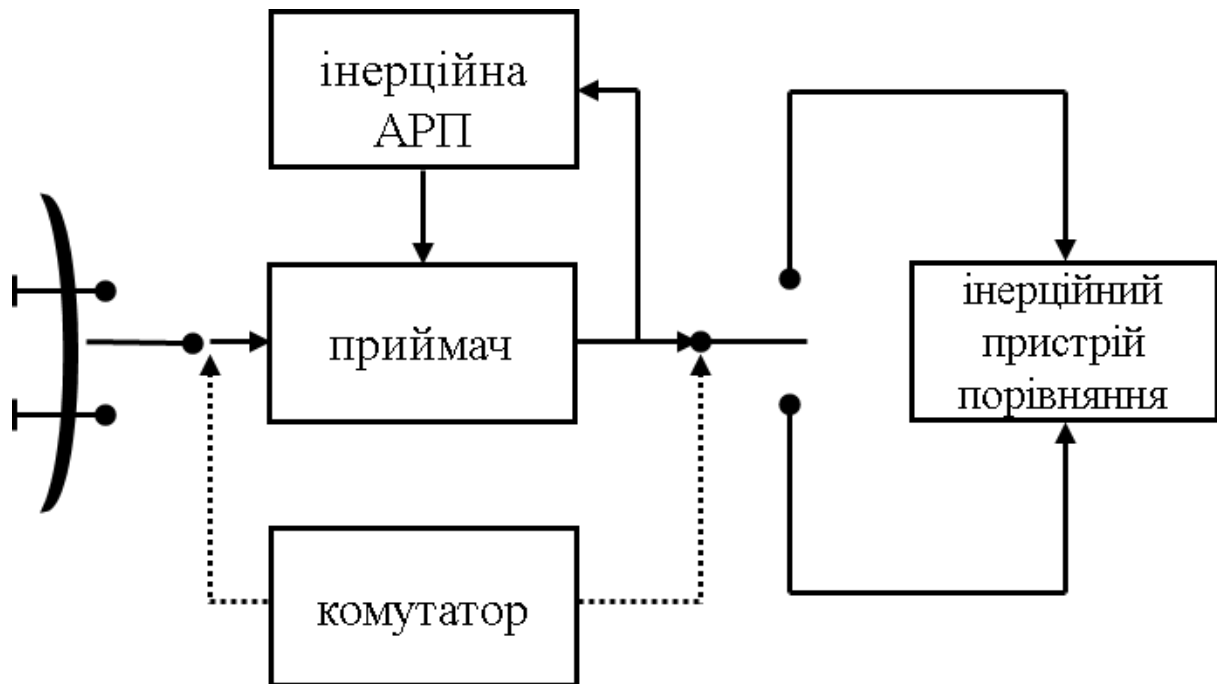 інерційна
АРП
приймач
інерційний
пристрій
порівняння
комутатор